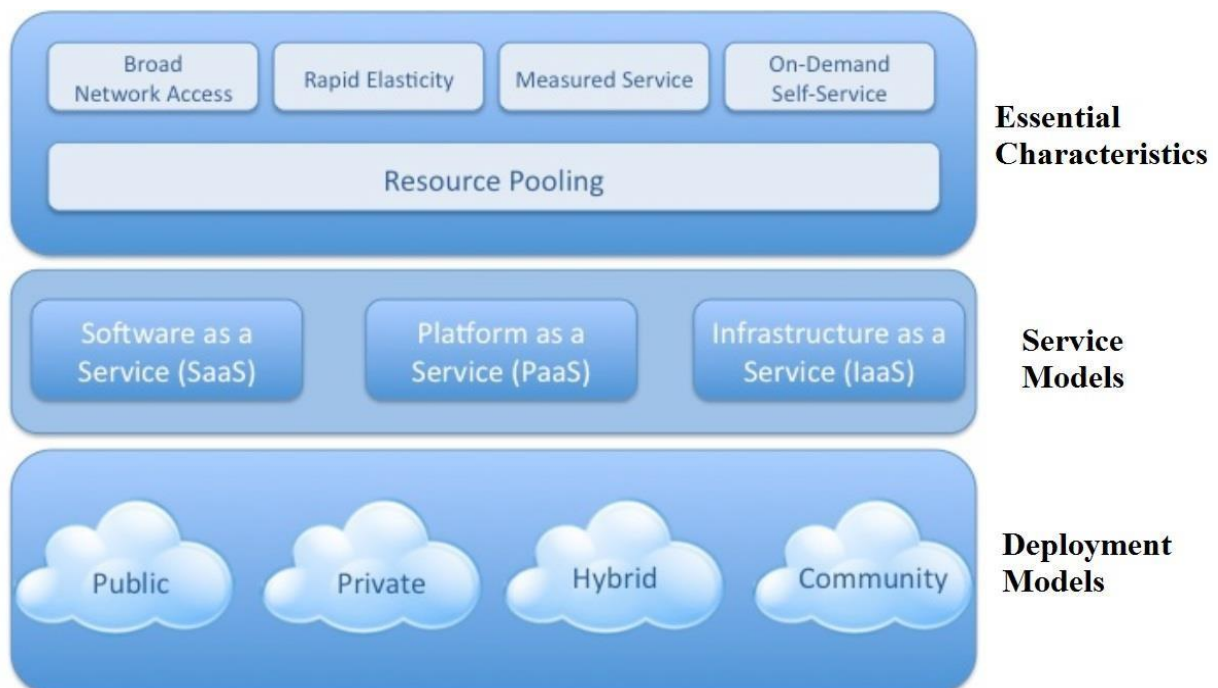 Broad
Network Access
Rapid Elasticity
Measured Service
On-Demand
Self-Service
Resource Pooling
Essential
Characteristics
Software as a
Service (SaaS)
Platform as a
Service (PaaS)
Infrastructure as a
Service (IaaS)
Service
Models
Public
Private
Hybrid
Community
Deployment
Models